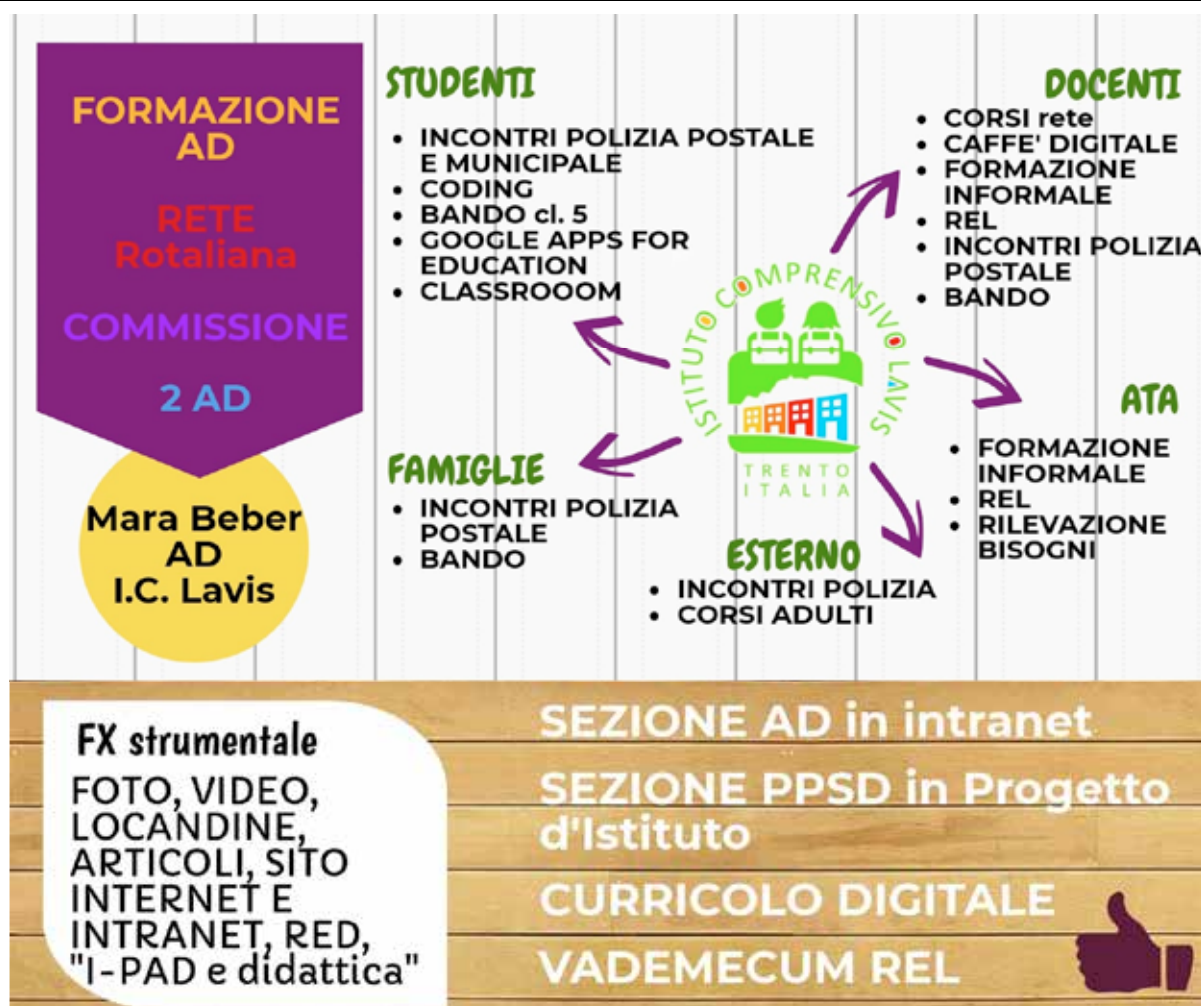 FORMAZIONE
AD
RETE
Rotaliana
COMMISSIONE
2 AD
Mara Beber
AD
I.C. Lavis
STUDENTI
• INCONTRI POLIZIA POSTALE
E MUNICIPALE
• CODING
• BANDO cl. 5
• GOOGLE APPS FOR
EDUCATION
• CLASSROOOM
DOCENTI
• CORSI rete
• CAFFE' DIGITALE
• FORMAZIONE
INFORMALE
• REL
• INCONTRI POLIZIA
POSTALE
• BANDO
ISTITUTO COMPRENSIVO LAVIS
TRENTO
ITALIA
ATA
• FORMAZIONE
INFORMALE
• REL
• RILEVAZIONE
BISOGNI
FAMIGLIE
• INCONTRI POLIZIA
POSTALE
• BANDO
ESTERNO
• INCONTRI POLIZIA
• CORSI ADULTI
FX strumentale
FOTO, VIDEO,
LOCANDINE,
ARTICOLI, SITO
INTERNET E
INTRANET, RED,
"I-PAD e didattica"
SEZIONE AD in intranet
SEZIONE PPSD in Progetto
d'Istituto
CURRICOLO DIGITALE
VADEMECUM REL